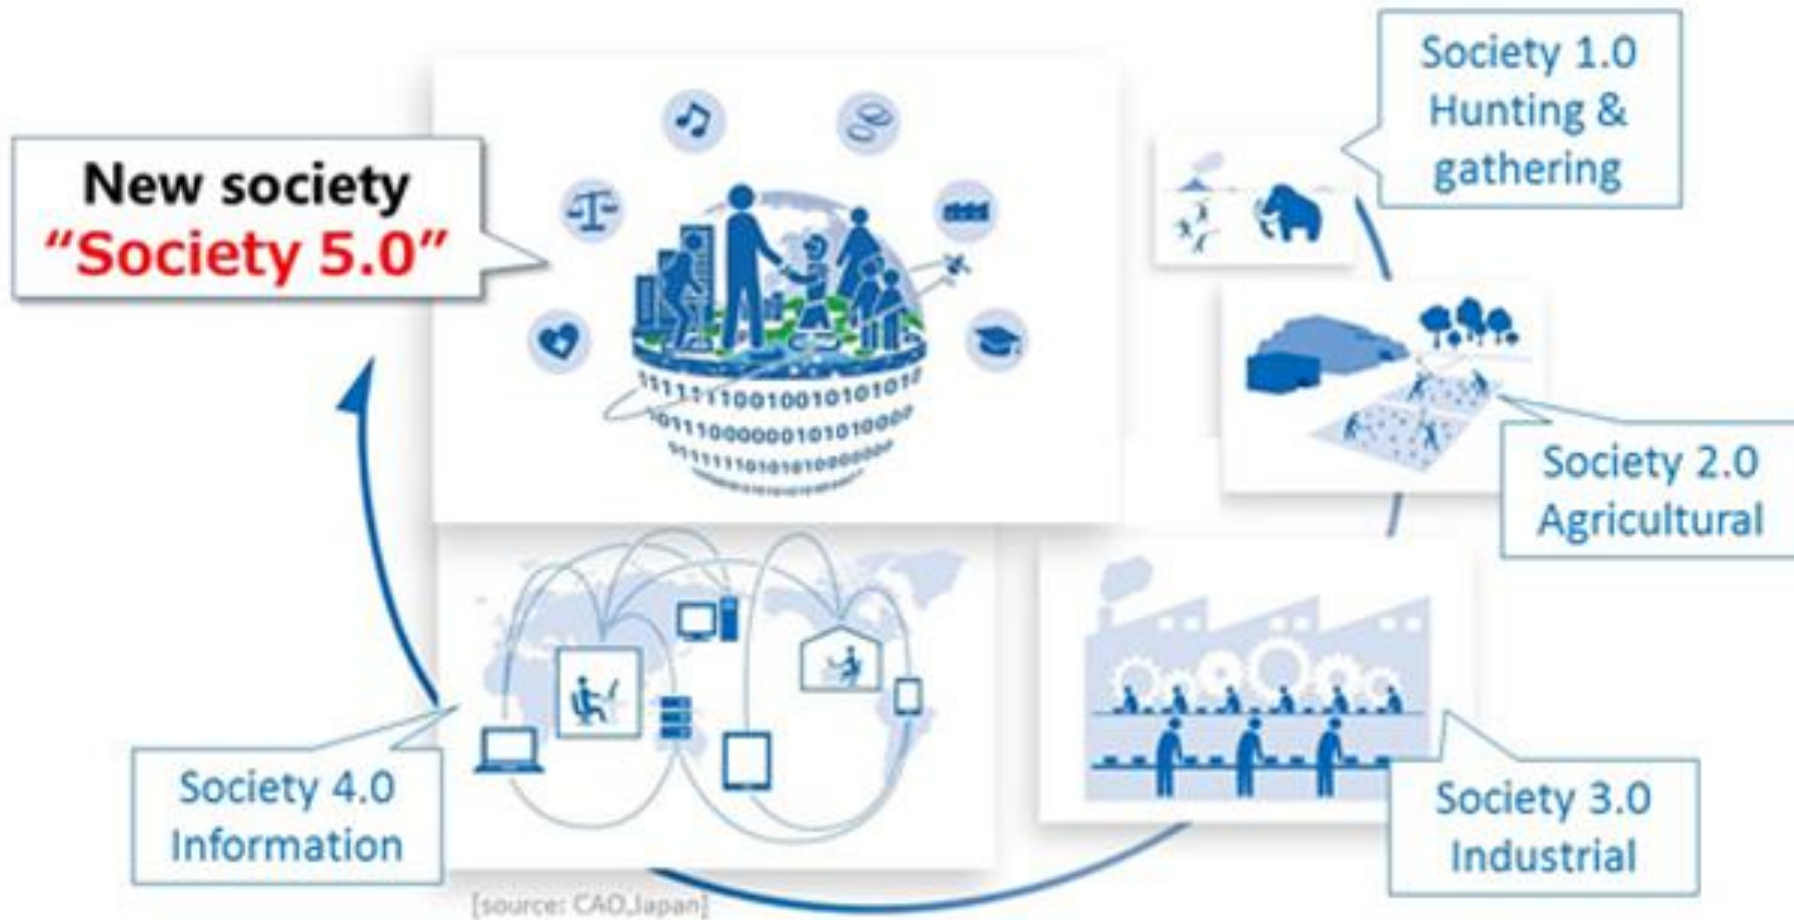 New society
“Society 5.0”
Society 1.0
Hunting &
gathering
Society 2.0
Agricultural
Society 3.0
Industrial
Society 4.0
Information
[source: CAO,Japan]